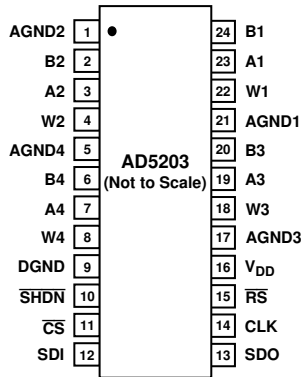 AGND2 1 24 B1
B2 2 23 A1
A2 3 22 W1
W2 4 21 AGND1
AGND4 5 20 B3
AD5203
(Not to Scale)
B4 6 19 A3
A4 7 18 W3
W4 8 17 AGND3
DGND 9 16 VDD
SHDN 10 15 RS
CS 11 14 CLK
SDI 12 13 SDO